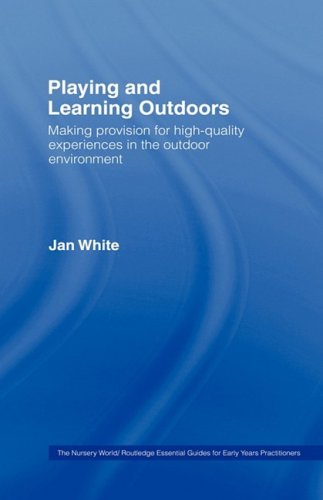 Playing and
Learning Outdoors
Making provision for high-quality
experiences in the outdoor
environment
Jan White
The Nursery World/ Routledge Essential Guides for Early Years Practitioners